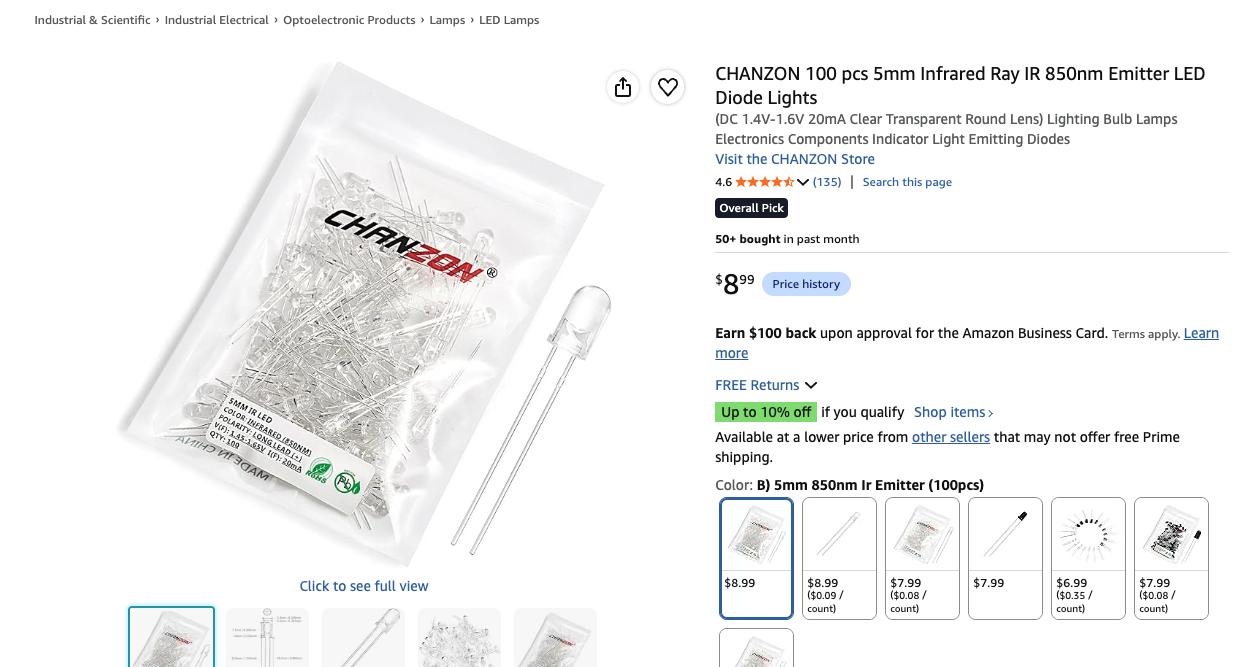 Industrial & Scientific › Industrial Electrical › Optoelectronic Products › Lamps › LED Lamps
CHANZON 100 pcs 5mm Infrared Ray IR 850nm Emitter LED
Diode Lights
(DC 1.4V-1.6V 20mA Clear Transparent Round Lens) Lighting Bulb Lamps
Electronics Components Indicator Light Emitting Diodes
Visit the CHANZON Store
4.6 (135) | Search this page
Overall Pick
50+ bought in past month
$8.99 Price history
Earn $100 back upon approval for the Amazon Business Card. Terms apply. Learn
more
FREE Returns
Up to 10% off if you qualify Shop items ›
Available at a lower price from other sellers that may not offer free Prime
shipping.
Color: B) 5mm 850nm Ir Emitter (100pcs)
$8.99
$8.99
($0.09 /
count)
$7.99
($0.08 /
count)
$7.99
$6.99
($0.35 /
count)
$7.99
($0.08 /
count)
CHANZON®
5MM IR LED
COLOR: INFRARED (850NM)
POLARITY: LONG LEAD (+)
V(F): 1.45-1.65V I(F): 20mA
QTY: 100
RoHS
Pb
MADE IN CHINA
Click to see full view